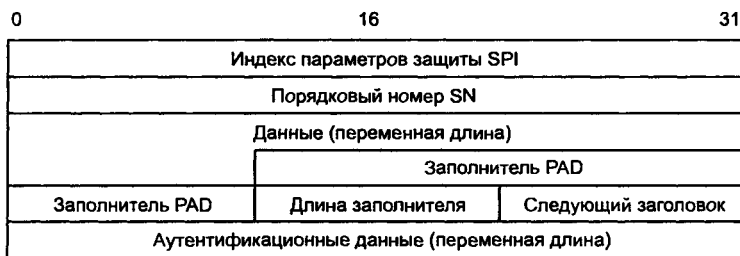 0 16 31
Индекс параметров защиты SPI
Порядковый номер SN
Данные (переменная длина)
Заполнитель PAD
Заполнитель PAD Длина заполнителя Следующий заголовок
Аутентификационные данные (переменная длина)